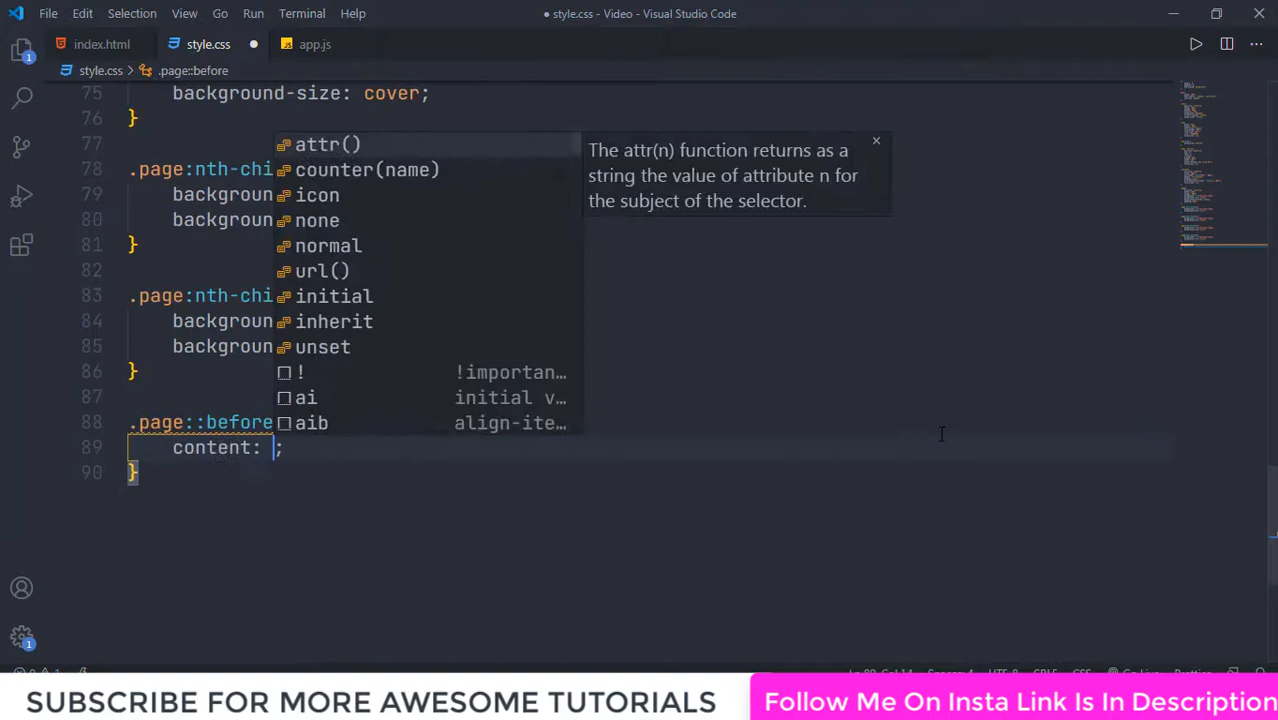 File Edit Selection View Go Run Terminal Help
● style.css - Video - Visual Studio Code
index.html style.css ● app.js
style.css > .page::before
75 background-size: cover;
76 }
77
78 .page:nth-chi
79 backgroun
80 backgroun
81 }
82
83 .page:nth-chi
84 backgroun
85 backgroun
86 }
87
88 .page::before
89 content: ;
90 }
attr()
counter(name)
icon
none
normal
url()
initial
inherit
unset
! !importan…
ai initial v…
aib align-ite…
The attr(n) function returns as a
string the value of attribute n for
the subject of the selector.
1
1
SUBSCRIBE FOR MORE AWESOME TUTORIALS
Follow Me On Insta Link Is In Description